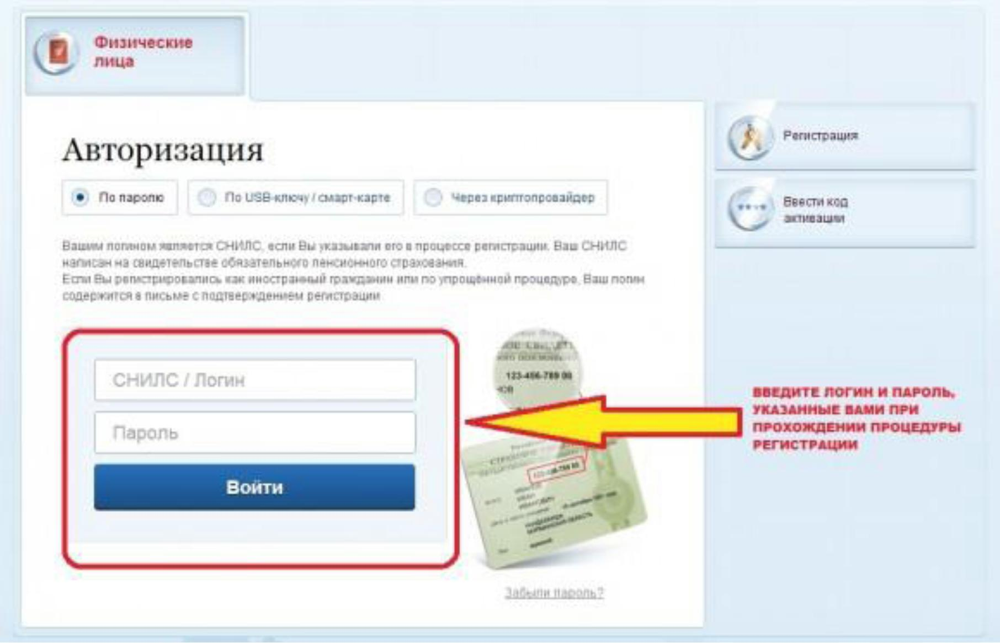 Физические
лица
Авторизация
По паролю
По USB-ключу / смарт-карте
Через криптопровайдер
Вашим логином является СНИЛС, если Вы указывали его в процессе регистрации. Ваш СНИЛС
написан на свидетельстве обязательного пенсионного страхования.
Если Вы регистрировались как иностранный гражданин или по упрощённой процедуре, Ваш логин
содержится в письме с подтверждением регистрации
СНИЛС / Логин
Пароль
Войти
123-456-789 00
Забыли пароль?
Регистрация
Ввести код
активации
ВВЕДИТЕ ЛОГИН И ПАРОЛЬ,
УКАЗАННЫЕ ВАМИ ПРИ
ПРОХОЖДЕНИИ ПРОЦЕДУРЫ
РЕГИСТРАЦИИ